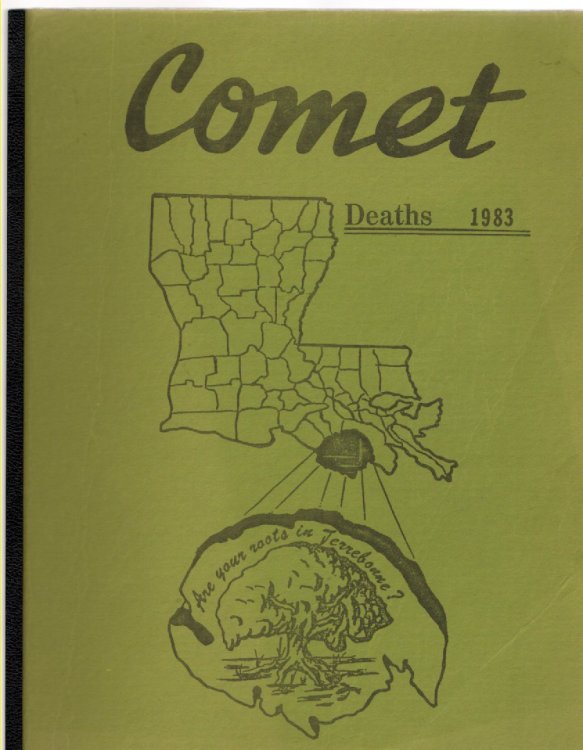 Comet
Deaths 1983
Are your roots in Terrebonne?